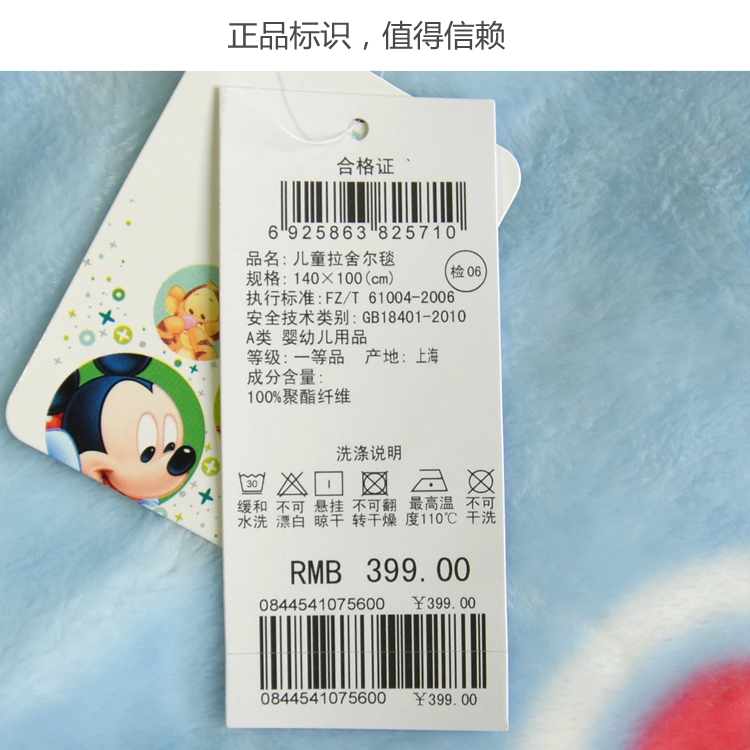 正品标识，值得信赖
合格证
6 925863 825710
品名: 儿童拉舍尔毯
规格: 140×100(cm)
检06
执行标准:FZ/T 61004-2006
安全技术类别:GB18401-2010
A类 婴幼儿用品
等级:一等品 产地:上海
成分含量:
100%聚酯纤维
洗涤说明
30
缓和 不可 悬挂 不可翻 最高温 不可
水洗 漂白 晾干 转干燥 度110℃ 干洗
RMB 399.00
0844541075600 ¥399.00
0844541075600 ¥399.00